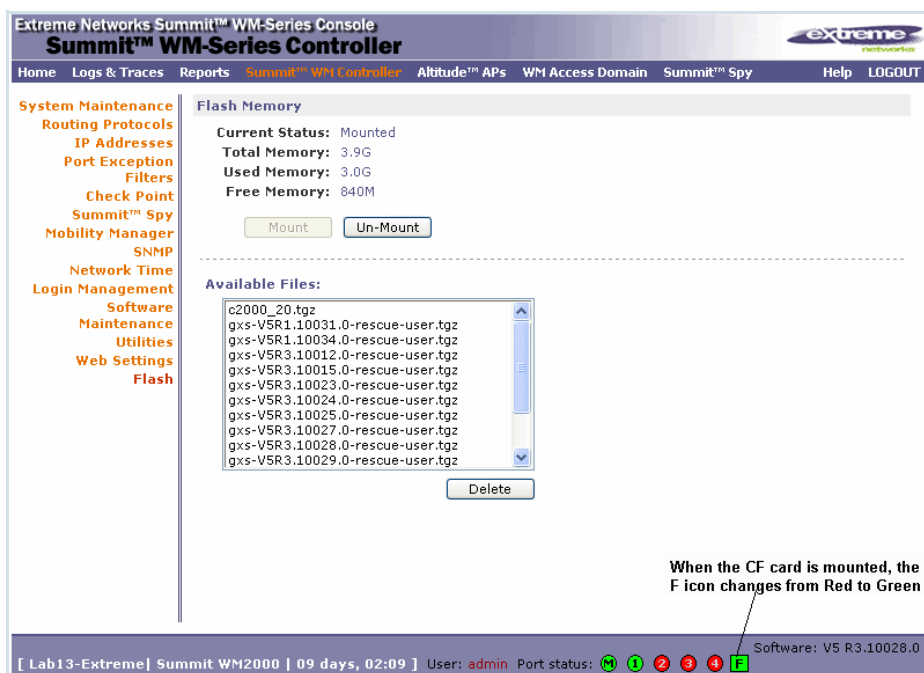 Extreme Networks Summit™ WM-Series Console
Summit™ WM-Series Controller
extreme
networks
Home Logs & Traces Reports Summit™ WM Controller Altitude™ APs WM Access Domain Summit™ Spy Help LOGOUT
System Maintenance
Routing Protocols
IP Addresses
Port Exception
Filters
Check Point
Summit™ Spy
Mobility Manager
SNMP
Network Time
Login Management
Software
Maintenance
Utilities
Web Settings
Flash
Flash Memory
Current Status: Mounted
Total Memory: 3.9G
Used Memory: 3.0G
Free Memory: 840M
Mount Un-Mount
Available Files:
c2000_20.tgz
gxs-V5R1.10031.0-rescue-user.tgz
gxs-V5R1.10034.0-rescue-user.tgz
gxs-V5R3.10012.0-rescue-user.tgz
gxs-V5R3.10015.0-rescue-user.tgz
gxs-V5R3.10023.0-rescue-user.tgz
gxs-V5R3.10024.0-rescue-user.tgz
gxs-V5R3.10025.0-rescue-user.tgz
gxs-V5R3.10027.0-rescue-user.tgz
gxs-V5R3.10028.0-rescue-user.tgz
gxs-V5R3.10029.0-rescue-user.tgz
Delete
When the CF card is mounted, the
F icon changes from Red to Green
Software: V5 R3.10028.0
[ Lab13-Extreme| Summit WM2000 | 09 days, 02:09 ] User: admin Port status: M 1 2 3 4 F